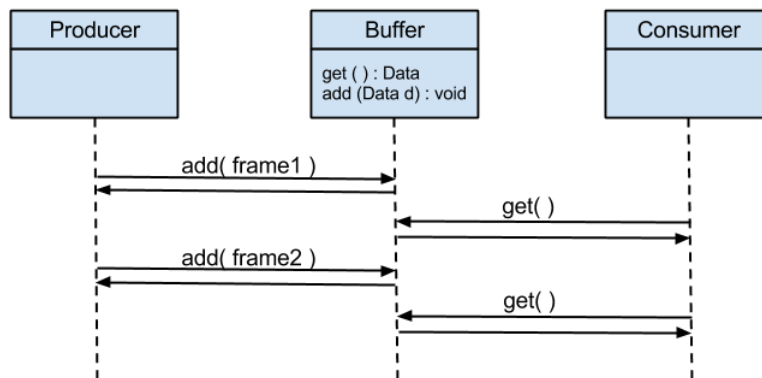 Producer
Buffer
Consumer
get ( ) : Data
add (Data d) : void
add( frame1 )
get( )
add( frame2 )
get( )